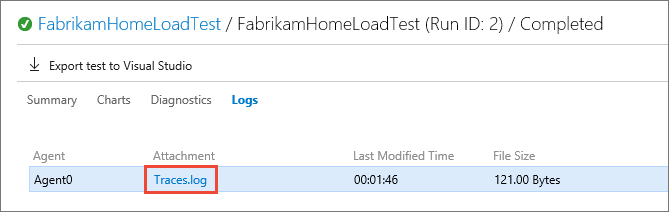 FabrikamHomeLoadTest / FabrikamHomeLoadTest (Run ID: 2) / Completed
Export test to Visual Studio
Summary Charts Diagnostics Logs
Agent Attachment Last Modified Time File Size
Agent0 Traces.log 00:01:46 121.00 Bytes